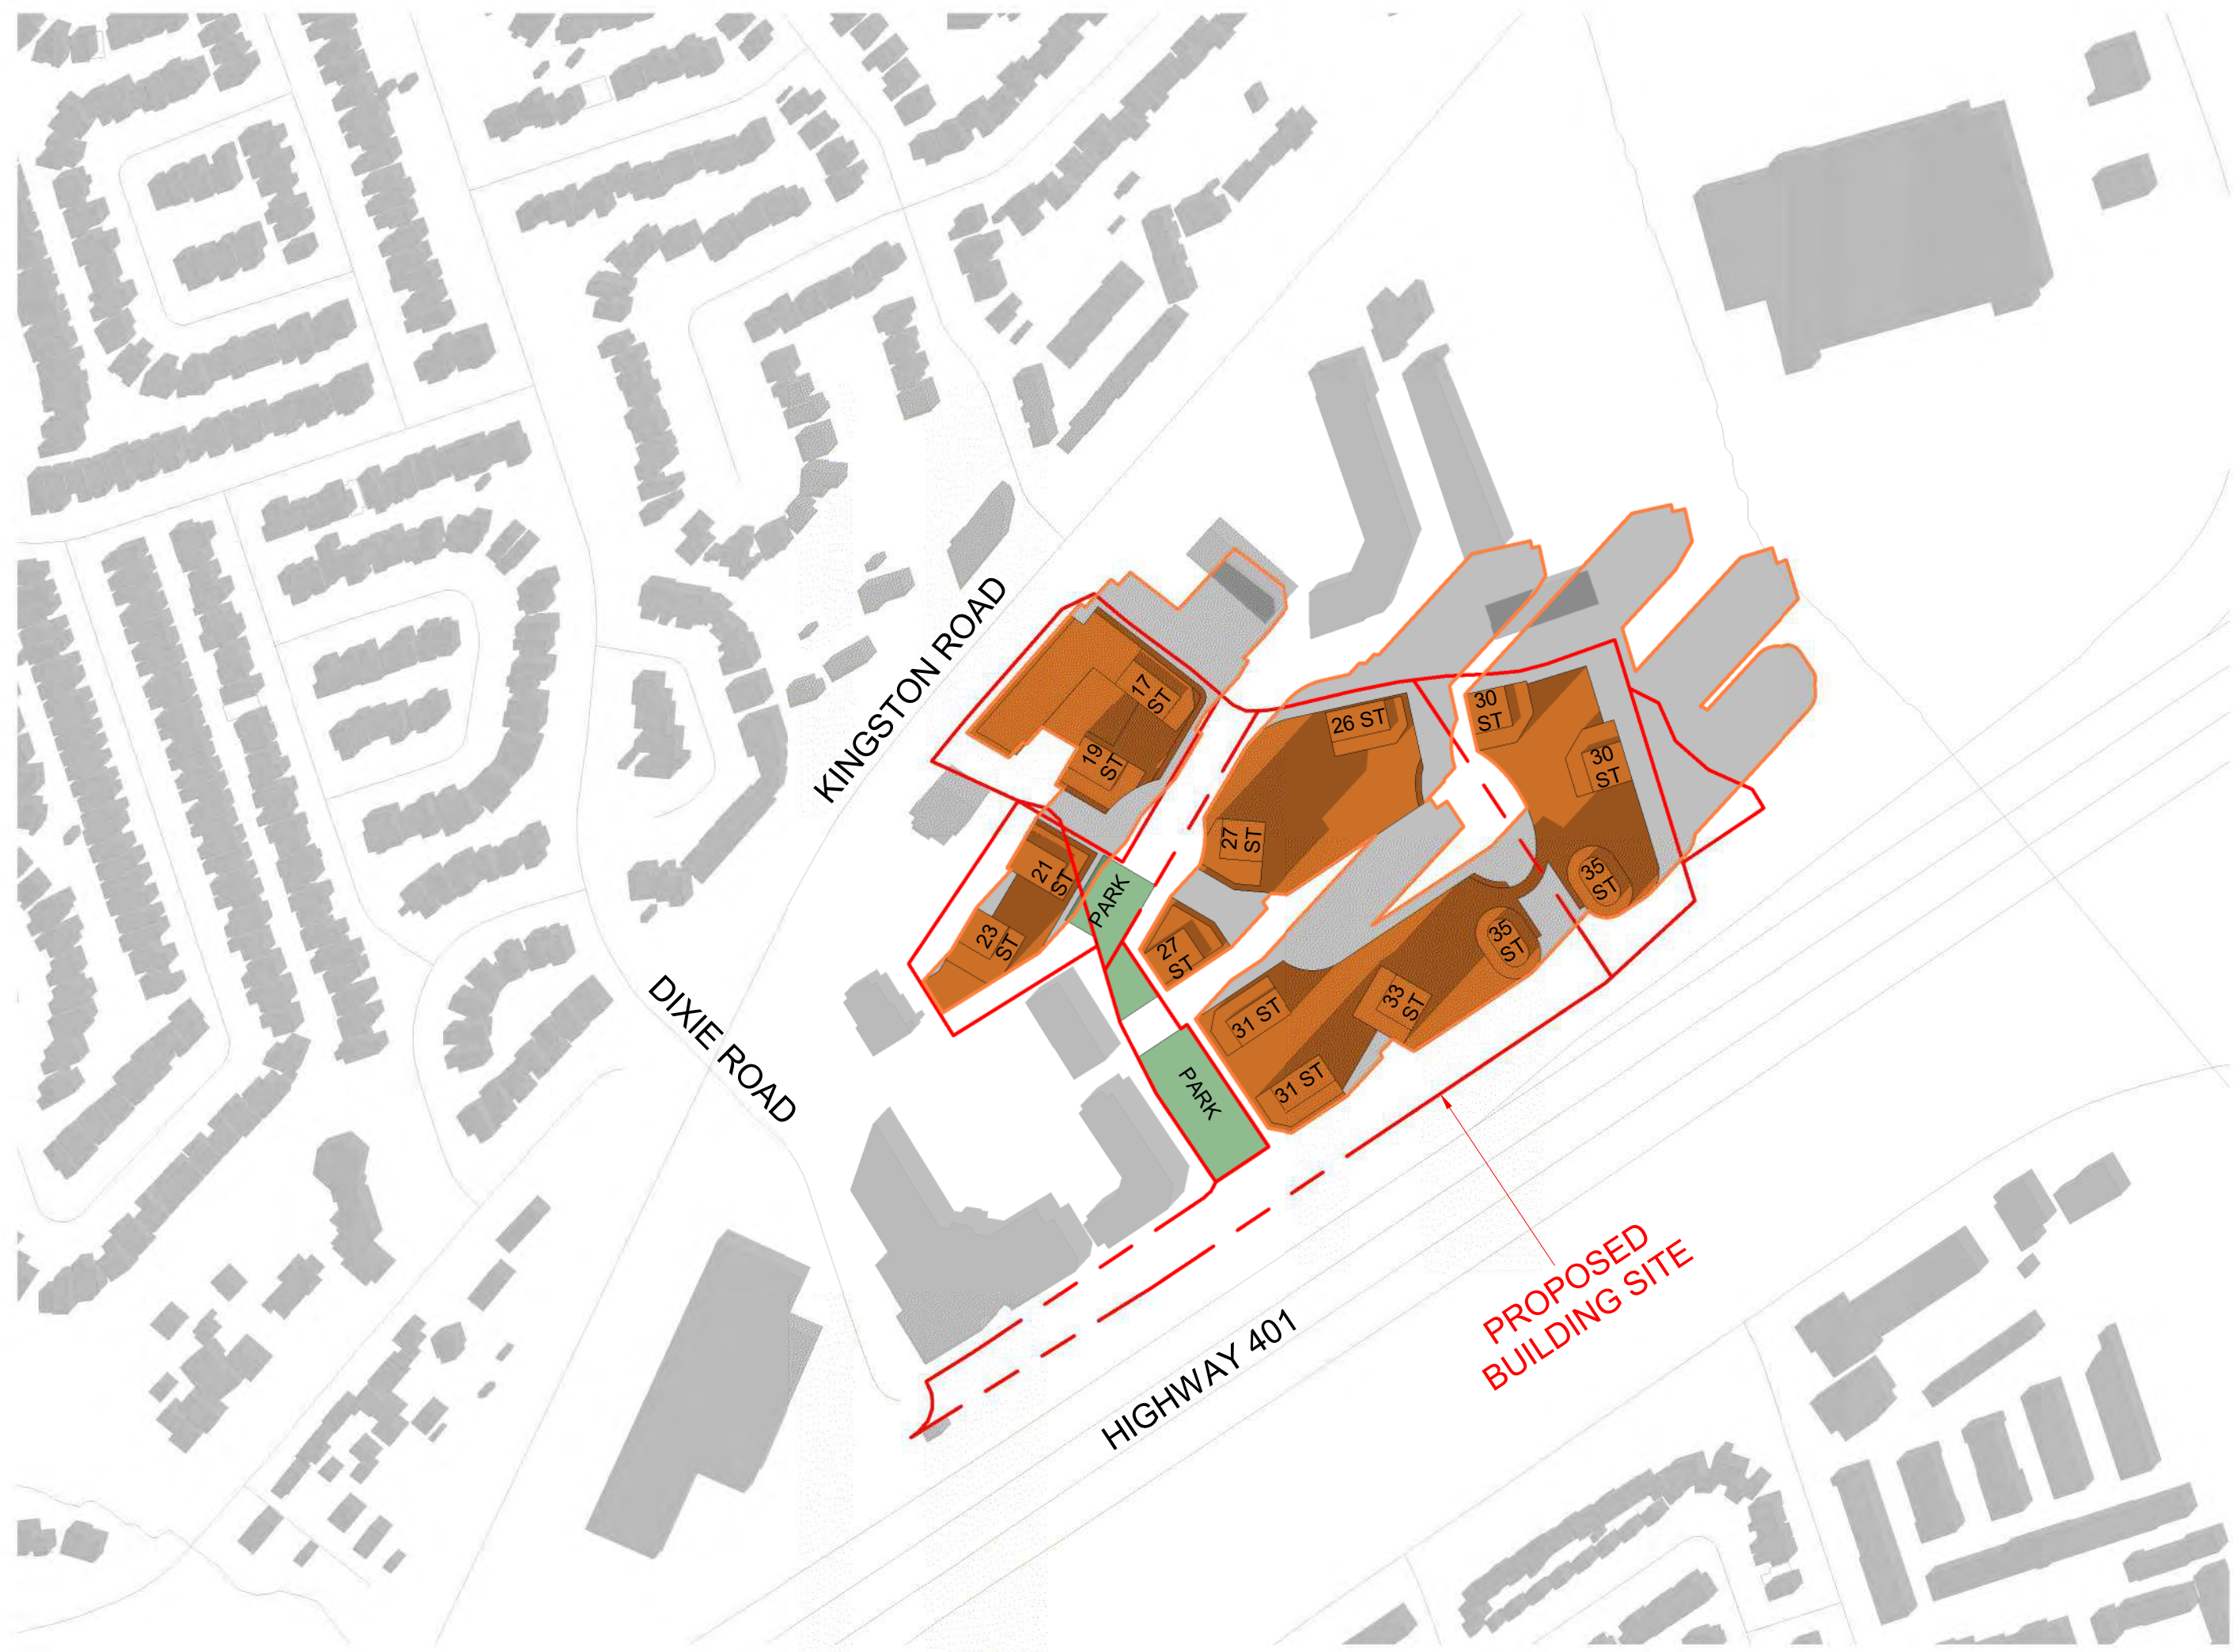 KINGSTON ROAD
17
ST
19
ST
26 ST
30
ST
30
ST
27
ST
21
ST
PARK
35
ST
23
ST
27
ST
35
ST
31 ST
33
ST
31 ST
PARK
DIXIE ROAD
HIGHWAY 401
PROPOSED
BUILDING SITE